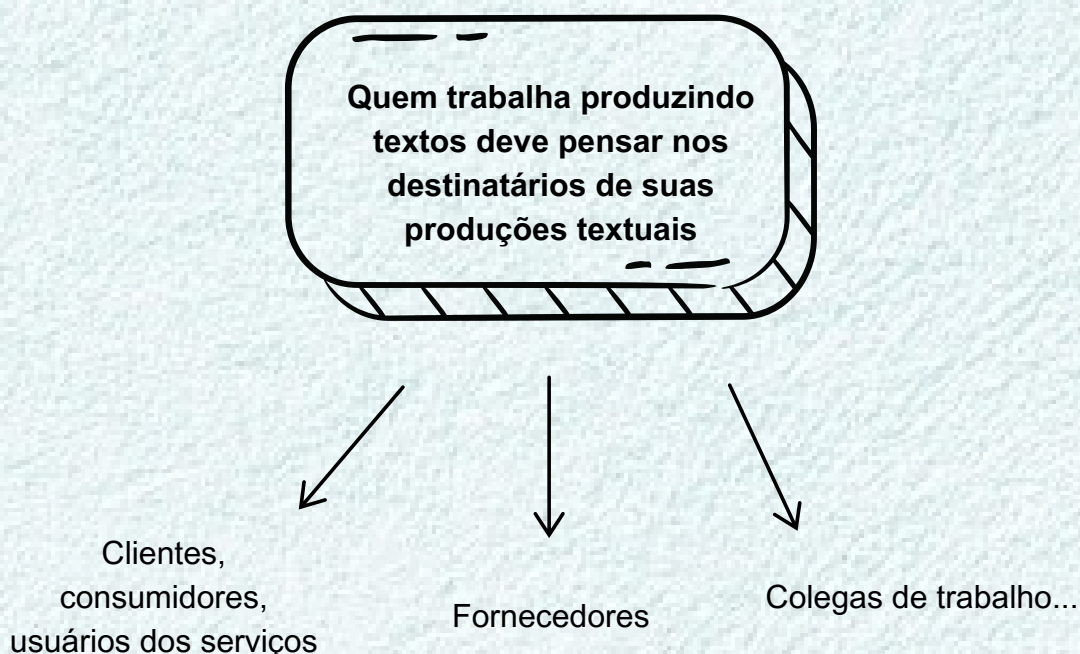 Quem trabalha produzindo
textos deve pensar nos
destinatários de suas
produções textuais
Clientes,
consumidores,
usuários dos serviços
Fornecedores
Colegas de trabalho...